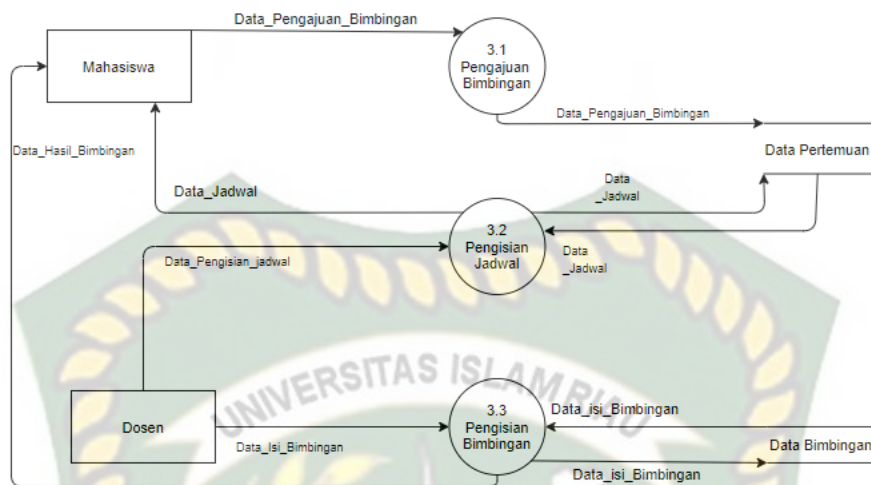 Data_Pengajuan_Bimbingan
Mahasiswa
3.1
Pengajuan
Bimbingan
Data_Pengajuan_Bimbingan
Data_Hasil_Bimbingan
Data Pertemuan
Data_Jadwal
Data
_Jadwal
3.2
Pengisian
Jadwal
Data_Pengisian_jadwal
Data
_Jadwal
UNIVERSITAS ISLAM RIAU
Dosen
3.3
Pengisian
Bimbingan
Data_isi_Bimbingan
Data_Isi_Bimbingan
Data Bimbingan
Data_isi_Bimbingan